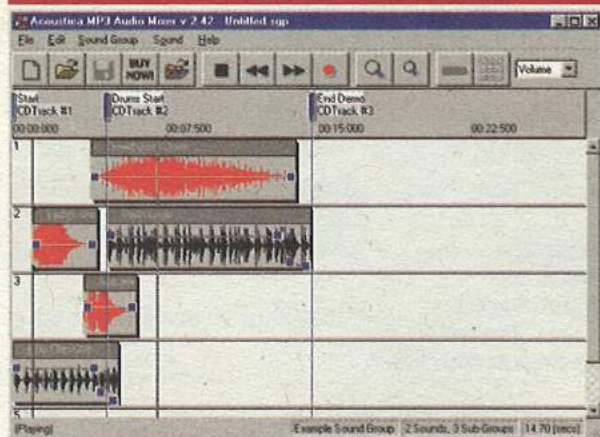 Acoustica MP3 Audio Mixer v 2.42 Untitled.sgp
File Edit Sound Group Sound Help
BUY NOW! Volume
Start Drums Start End Demo
CDTrack #1 CDTrack #2 CDTrack #3
00:00:000 00:07:500 00:15:000 00:22:500
1
2
3
5
(Playing) Example Sound Group 2 Sounds, 3 Sub-Groups 14.70 (secs)